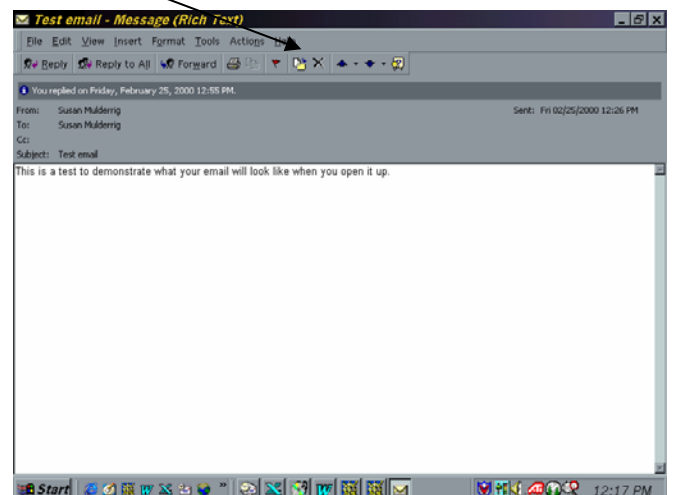 Test email - Message (Rich Text)
File Edit View Insert Format Tools Actions Help
Reply Reply to All Forward
You replied on Friday, February 25, 2000 12:55 PM.
From: Susan Mulderrig Sent: Fri 02/25/2000 12:26 PM
To: Susan Mulderrig
Cc:
Subject: Test email
This is a test to demonstrate what your email will look like when you open it up.
Start 12:17 PM